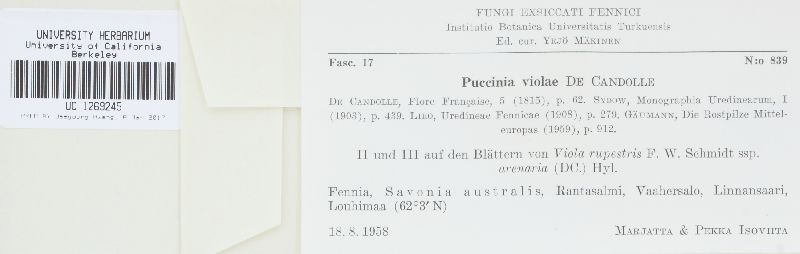 UNIVERSITY HERBARIUM
University of California
Berkeley
UC 1269245
FUNGI EXSICCATI FENNICI
Instituto Botanica Universitatis Turkuensis
Ed. cur. YRJÖ MÄKINEN
Fasc. 17 N:o 839
Puccinia violae DE CANDOLLE
DE CANDOLLE, Flore Française, 5 (1815), p. 62. SYDOW, Monographia Uredinearum, I
(1903), p. 439. LIRO, Uredineae Fennicae (1908), p. 279. GÄUMANN, Die Rostpilze Mittel-
europas (1959), p. 912.
II und III auf den Blättern von Viola rupestris F. W. Schmidt ssp.
arenaria (DC.) Hyl.
Fennia, Savonia australis, Rantasalmi, Vaahersalo, Linnansaari,
Louhimaa (62°3′ N)
18. 8. 1958 MARJATTA & PEKKA ISOVIITA